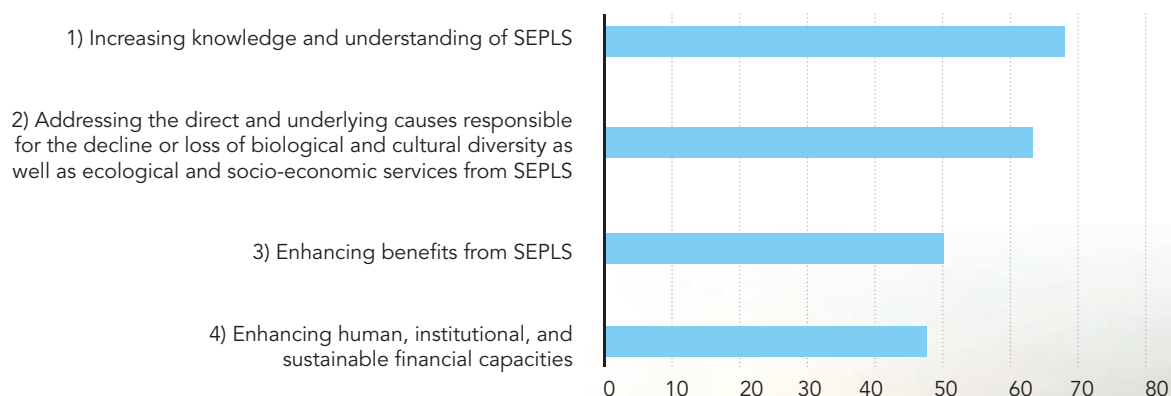 1) Increasing knowledge and understanding of SEPLS
2) Addressing the direct and underlying causes responsible
for the decline or loss of biological and cultural diversity as
well as ecological and socio-economic services from SEPLS
3) Enhancing benefits from SEPLS
4) Enhancing human, institutional, and
sustainable financial capacities
0 10 20 30 40 50 60 70 80